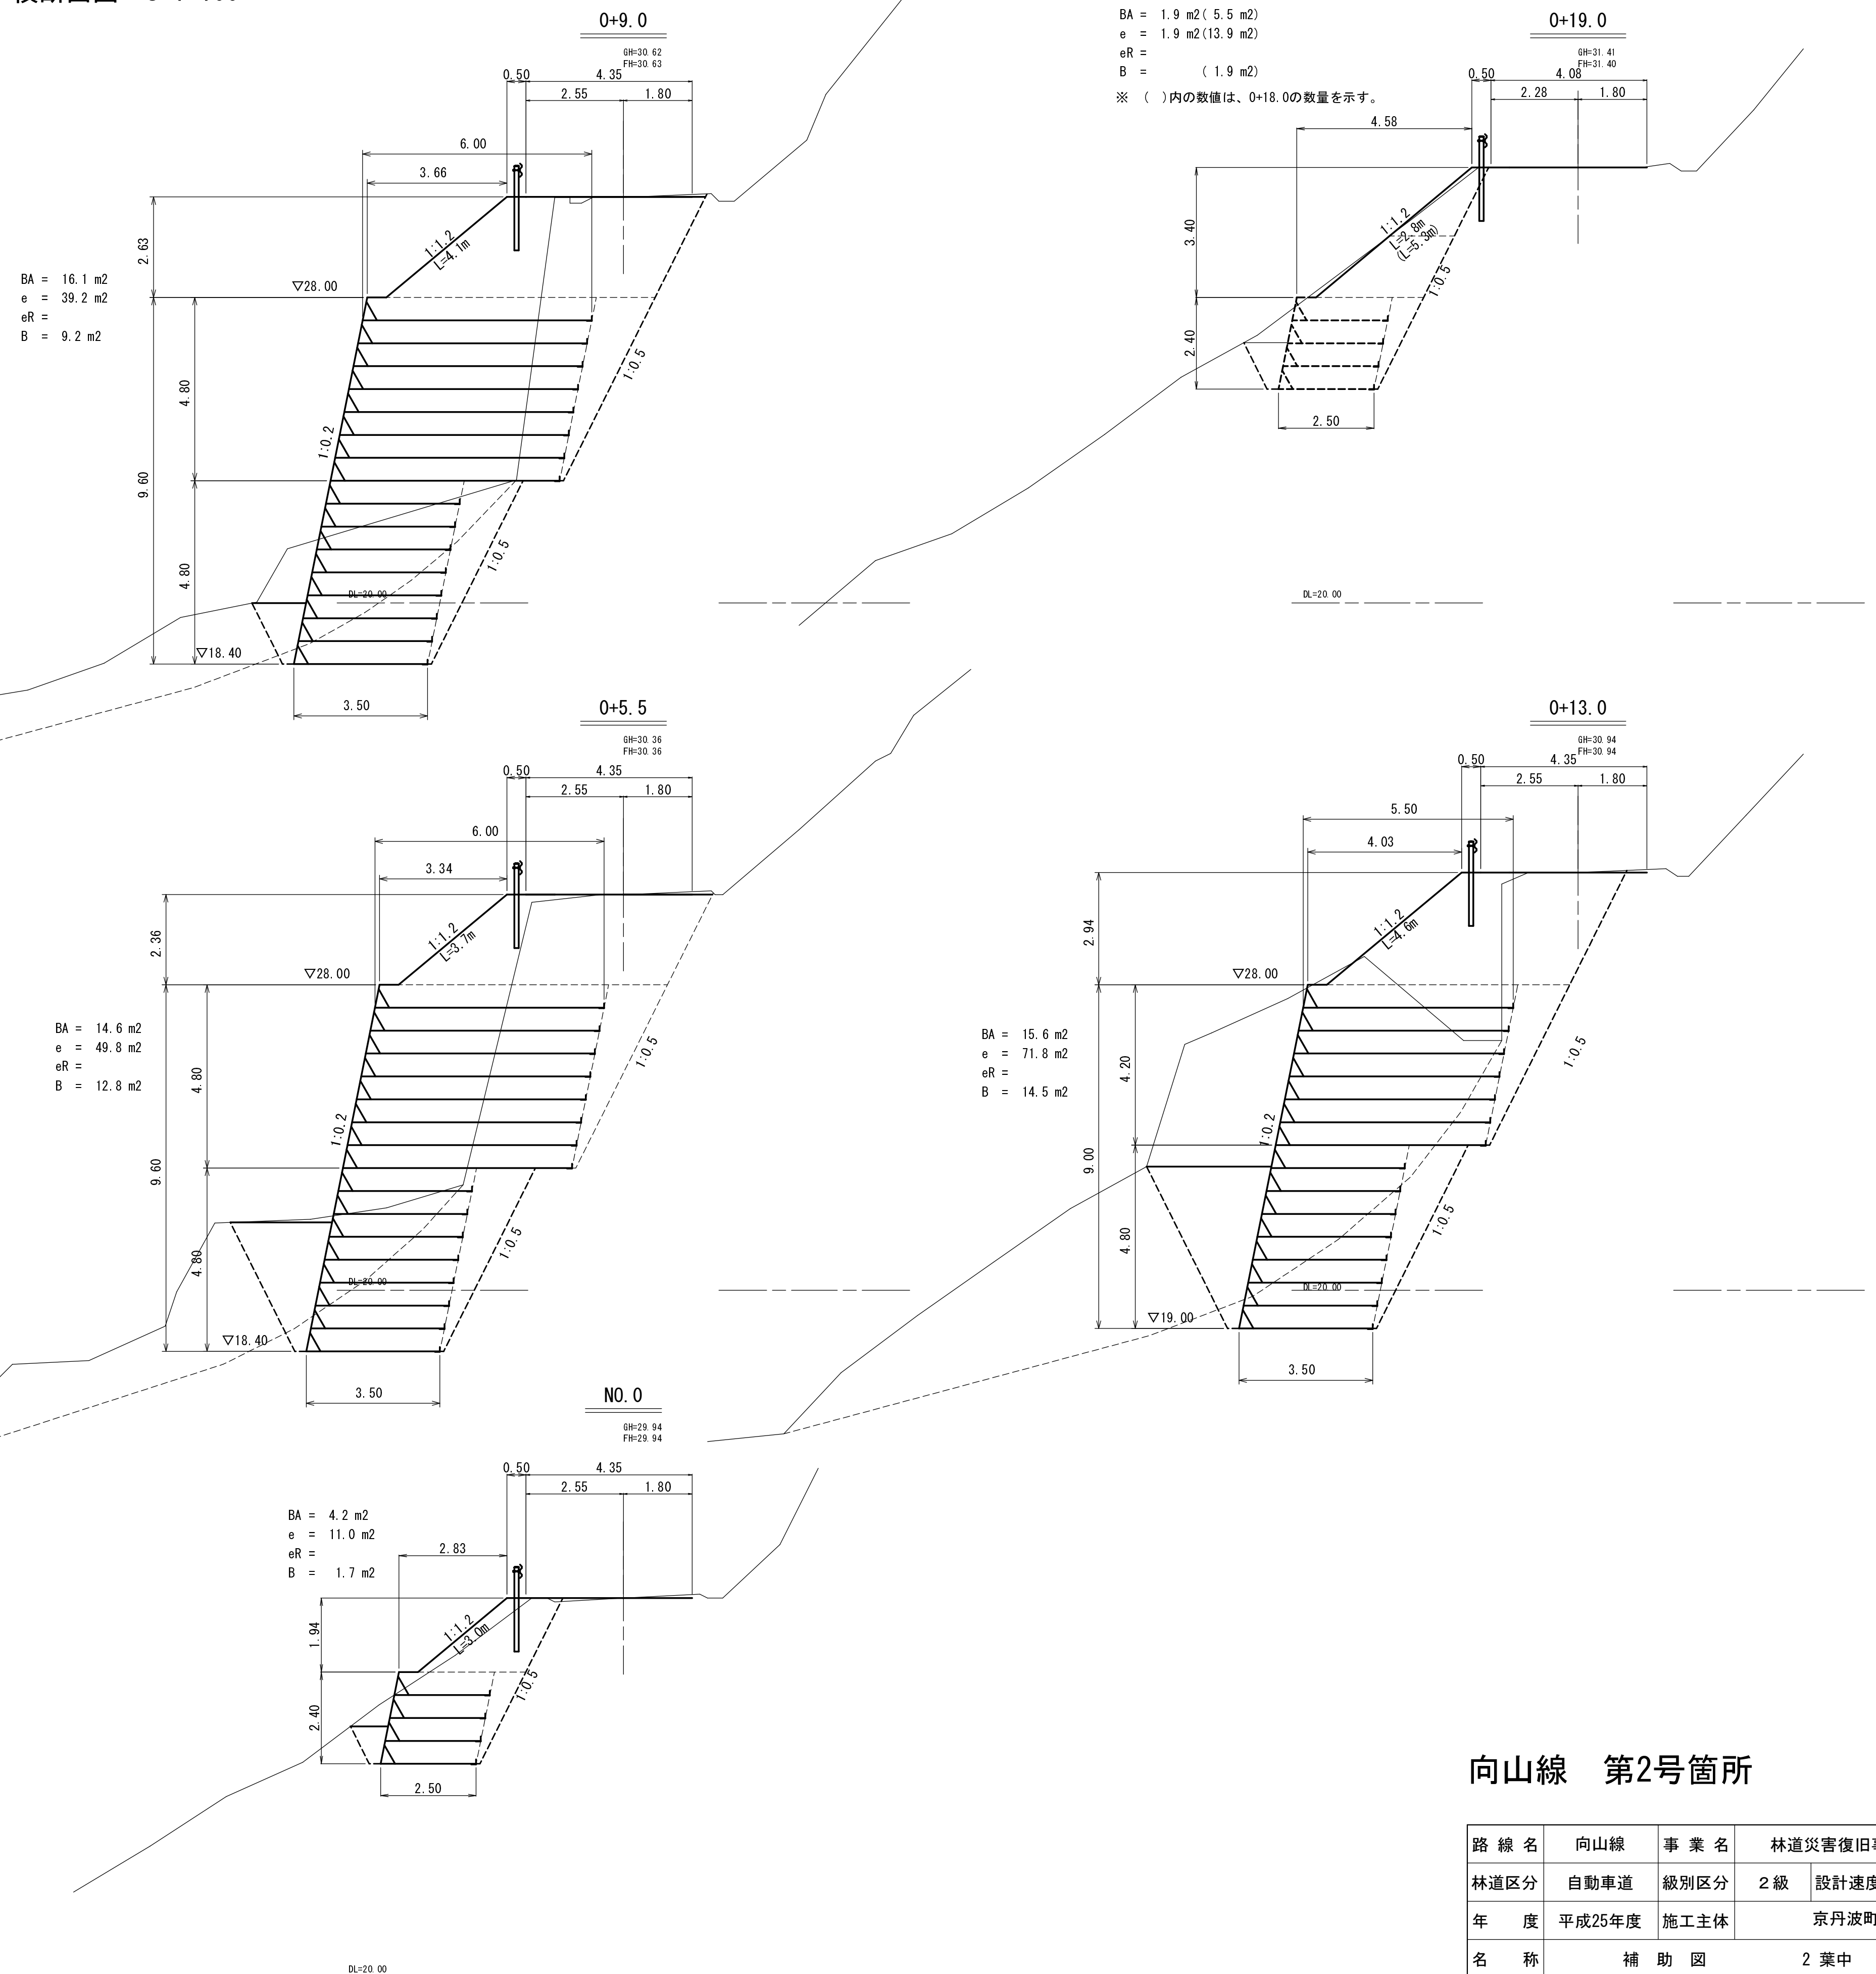 0+9.0
GH=30.62
FH=30.63
0.50
4.35
2.55
1.80
6.00
3.66
2.63
1:1.2
L=4.1m
▽28.00
BA = 16.1 m2
e = 39.2 m2
eR =
B = 9.2 m2
4.80
9.60
1:0.2
1:0.5
4.80
1:0.5
DL=20.00
▽18.40
3.50
BA = 1.9 m2( 5.5 m2)
e = 1.9 m2(13.9 m2)
eR =
B = ( 1.9 m2)
※ ( )内の数値は、0+18.0の数量を示す。
0+19.0
GH=31.41
FH=31.40
0.50
4.08
2.28
1.80
4.58
3.40
1:1.2
L=2.8m
(L=5.3m)
1:0.5
2.40
2.50
DL=20.00
0+5.5
GH=30.36
FH=30.36
0.50
4.35
2.55
1.80
6.00
3.34
2.36
1:1.2
L=3.7m
▽28.00
BA = 14.6 m2
e = 49.8 m2
eR =
B = 12.8 m2
4.80
9.60
1:0.2
1:0.5
4.80
1:0.5
DL=20.00
▽18.40
3.50
0+13.0
GH=30.94
FH=30.94
0.50
4.35
2.55
1.80
5.50
4.03
2.94
1:1.2
L=4.6m
▽28.00
BA = 15.6 m2
e = 71.8 m2
eR =
B = 14.5 m2
4.20
9.00
1:0.2
1:0.5
4.80
1:0.5
DL=20.00
▽19.00
3.50
NO.0
GH=29.94
FH=29.94
0.50
4.35
2.55
1.80
BA = 4.2 m2
e = 11.0 m2
eR =
B = 1.7 m2
2.83
1.94
1:1.2
L=3.0m
1:0.5
2.40
2.50
DL=20.00
向山線 第2号箇所
路線名 向山線 事業名 林道災害復旧
林道区分 自動車道 級別区分 2級 設計速度
年度 平成25年度 施工主体 京丹波町
名称 補助図 2 葉中